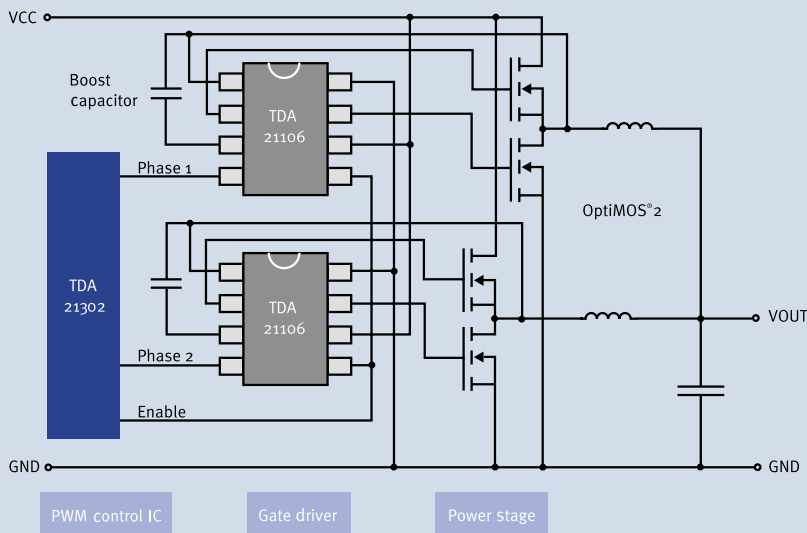 VCC
Boost
capacitor
TDA
21106
Phase 1
OptiMOS®2
TDA
21302
TDA
21106
VOUT
Phase 2
Enable
GND
GND
PWM control IC
Gate driver
Power stage